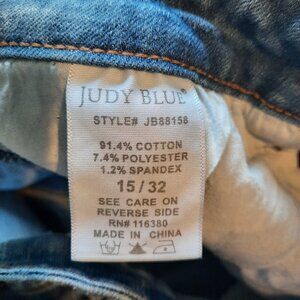 JUDY BLUE®
STYLE# JB88158
91.4% COTTON
7.4% POLYESTER
1.2% SPANDEX
15 / 32
SEE CARE ON
REVERSE SIDE
RN# 116380
MADE IN CHINA